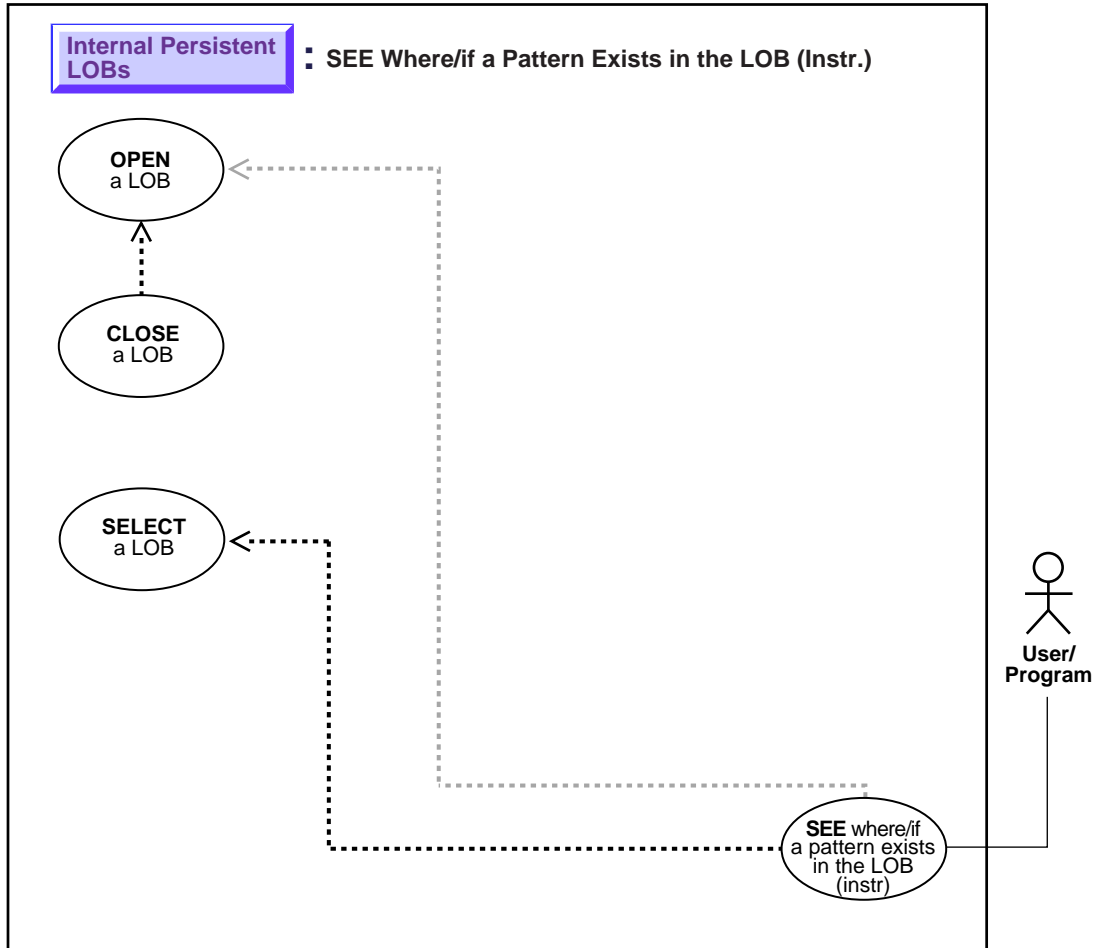 Internal Persistent
LOBs
: SEE Where/if a Pattern Exists in the LOB (Instr.)
OPEN
a LOB
CLOSE
a LOB
SELECT
a LOB
User/
Program
SEE where/if
a pattern exists
in the LOB
(instr)